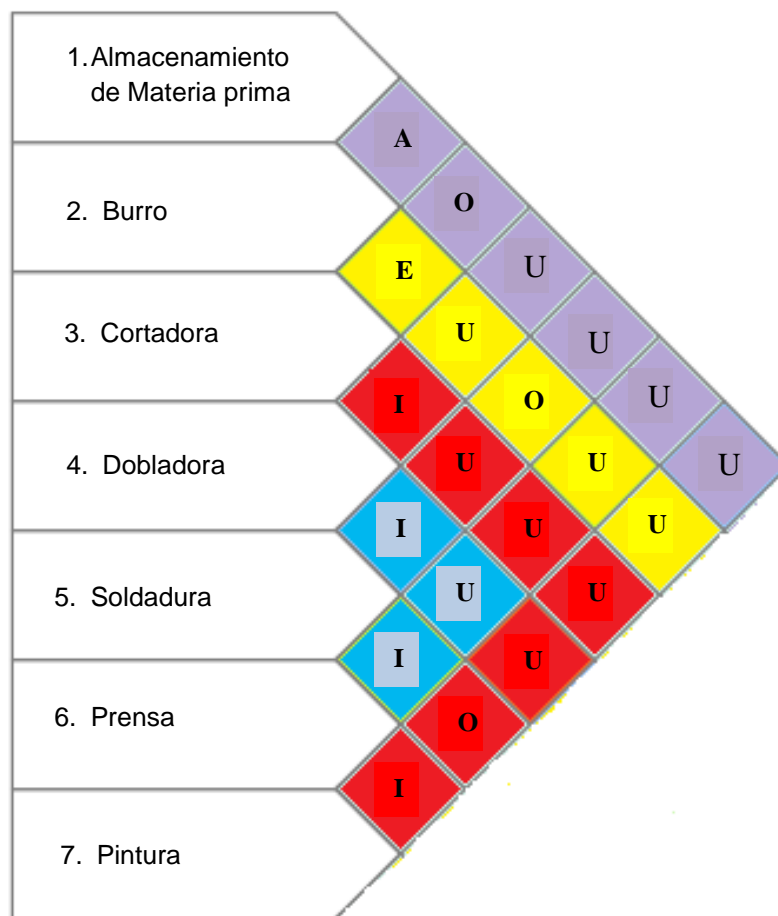 1. Almacenamiento
de Materia prima
A
2. Burro
O
E
U
3. Cortadora
U
U
I
O
U
4. Dobladora
U
U
U
I
U
U
5. Soldadura
U
U
I
U
6. Prensa
O
I
7. Pintura